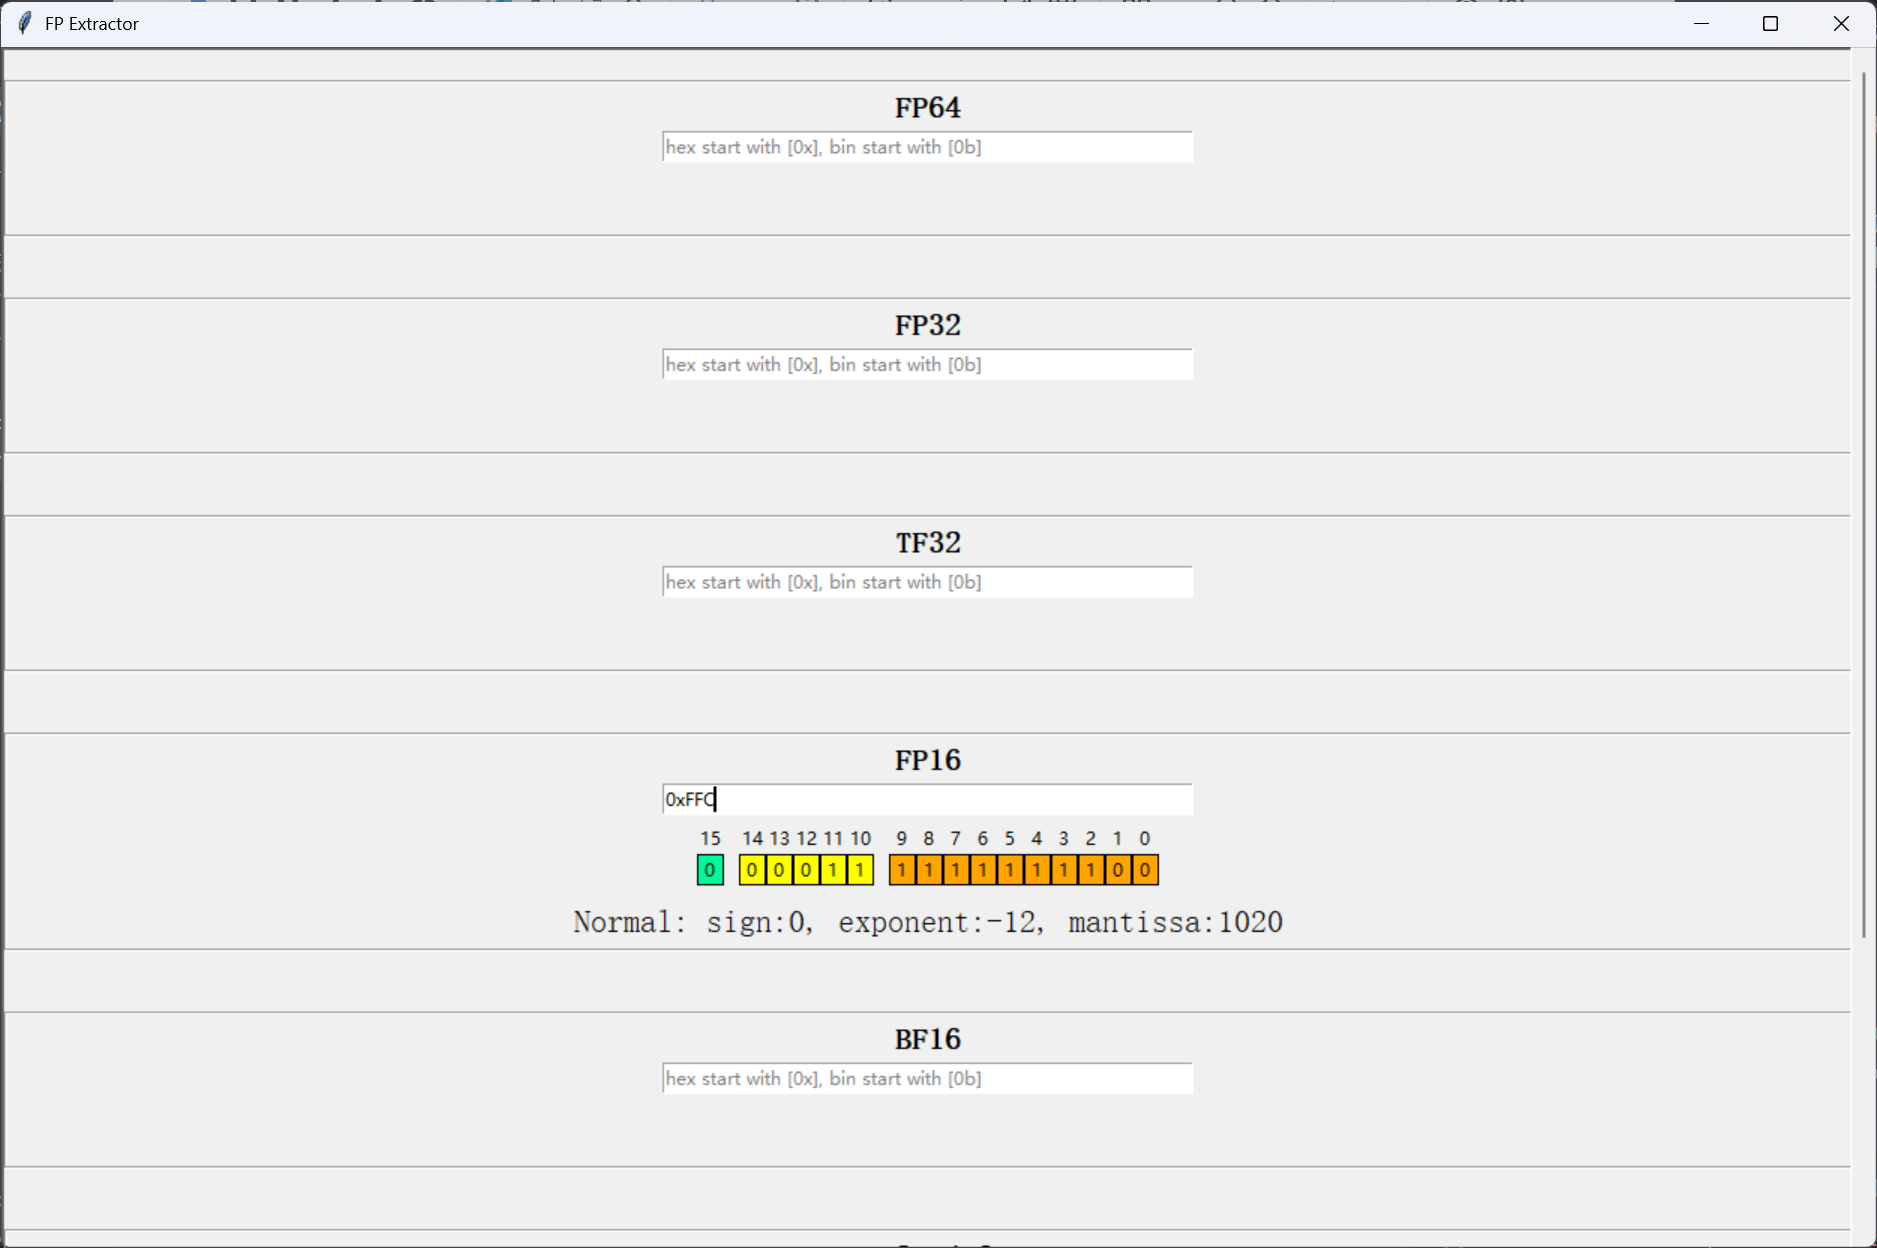 FP Extractor
FP64
hex start with [0x], bin start with [0b]
FP32
hex start with [0x], bin start with [0b]
TF32
hex start with [0x], bin start with [0b]
FP16
0xFFC
15 14 13 12 11 10 9 8 7 6 5 4 3 2 1 0
0 0 0 0 1 1 1 1 1 1 1 1 1 1 0 0
Normal: sign:0, exponent:-12, mantissa:1020
BF16
hex start with [0x], bin start with [0b]